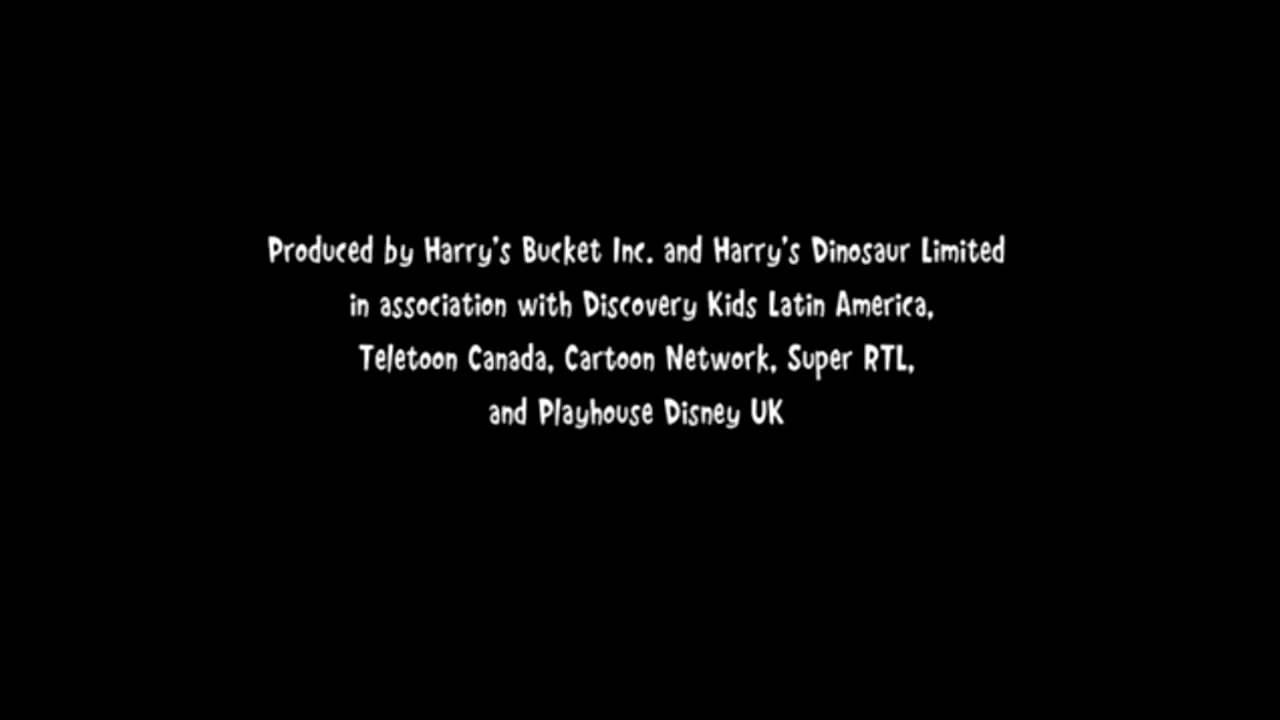 Produced by Harry's Bucket Inc. and Harry's Dinosaur Limited
in association with Discovery Kids Latin America,
Teletoon Canada, Cartoon Network, Super RTL,
and Playhouse Disney UK